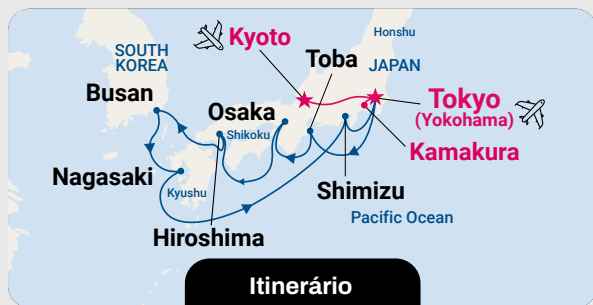 Kyoto
Honshu
SOUTH
KOREA
Toba
JAPAN
Busan
Osaka
Tokyo
(Yokohama)
Shikoku
Kamakura
Nagasaki
Kyushu
Shimizu
Pacific Ocean
Hiroshima
Itinerário